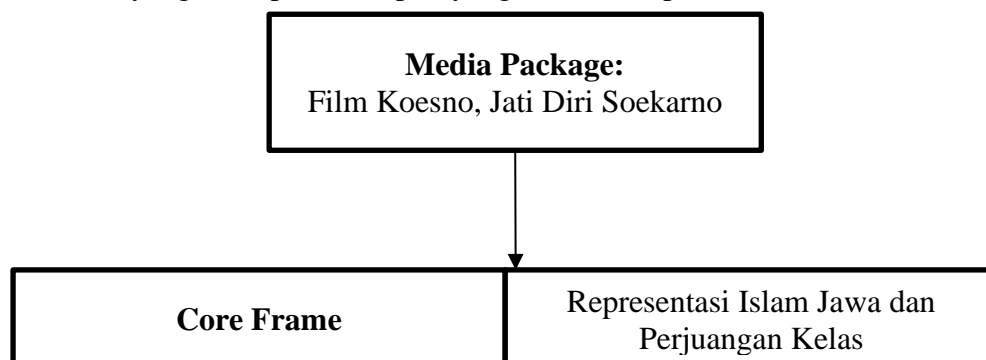 Media Package:
Film Koesno, Jati Diri Soekarno
Core Frame
Representasi Islam Jawa dan
Perjuangan Kelas